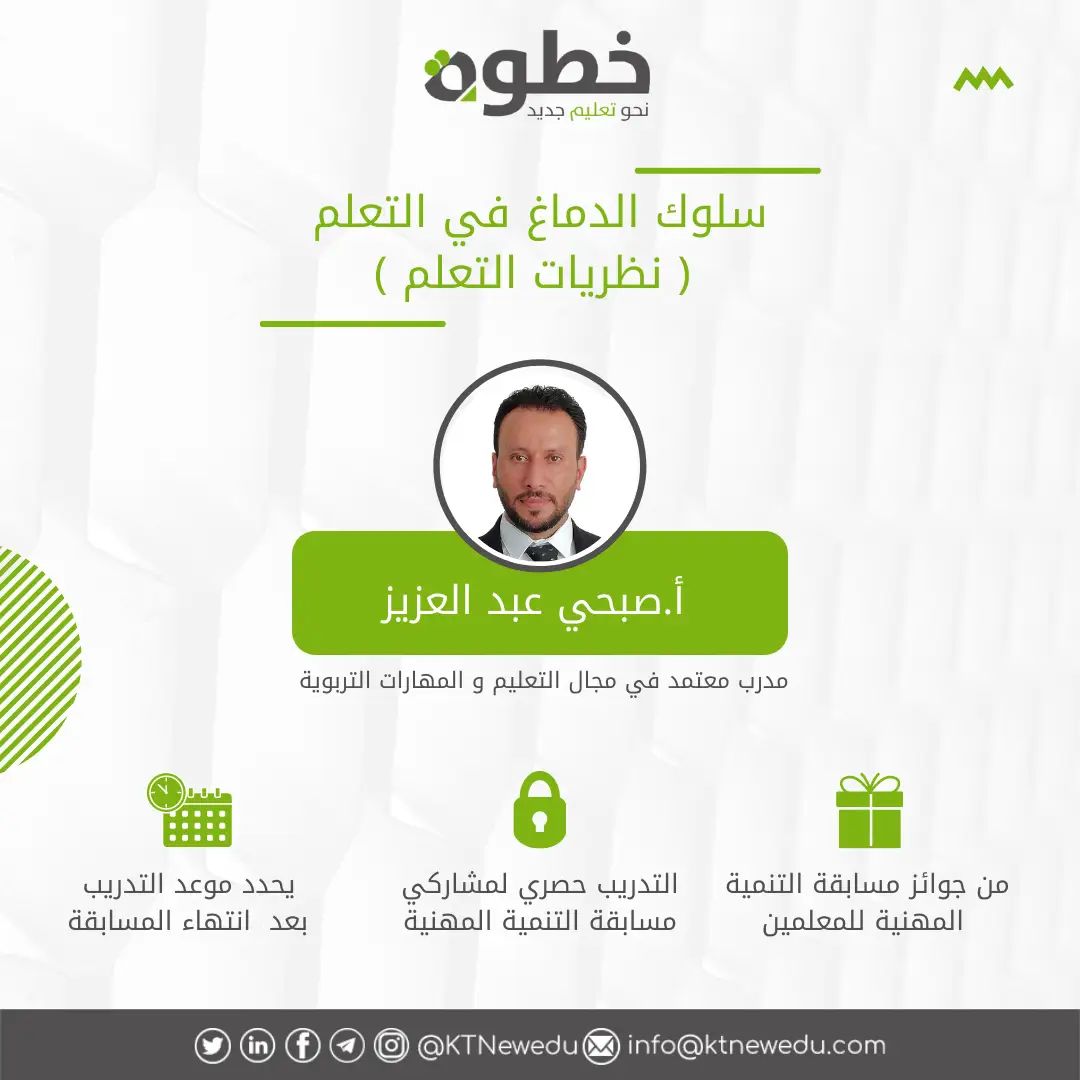 خطوة
نحو تعليم جديد
سلوك الدماغ في التعلم
( نظريات التعلم )
أ.صبحي عبد العزيز
مدرب معتمد في مجال التعليم و المهارات التربوية
من جوائز مسابقة التنمية
المهنية للمعلمين
التدريب حصري لمشاركي
مسابقة التنمية المهنية
يحدد موعد التدريب
بعد انتهاء المسابقة
@KTNewedu info@ktnewedu.com